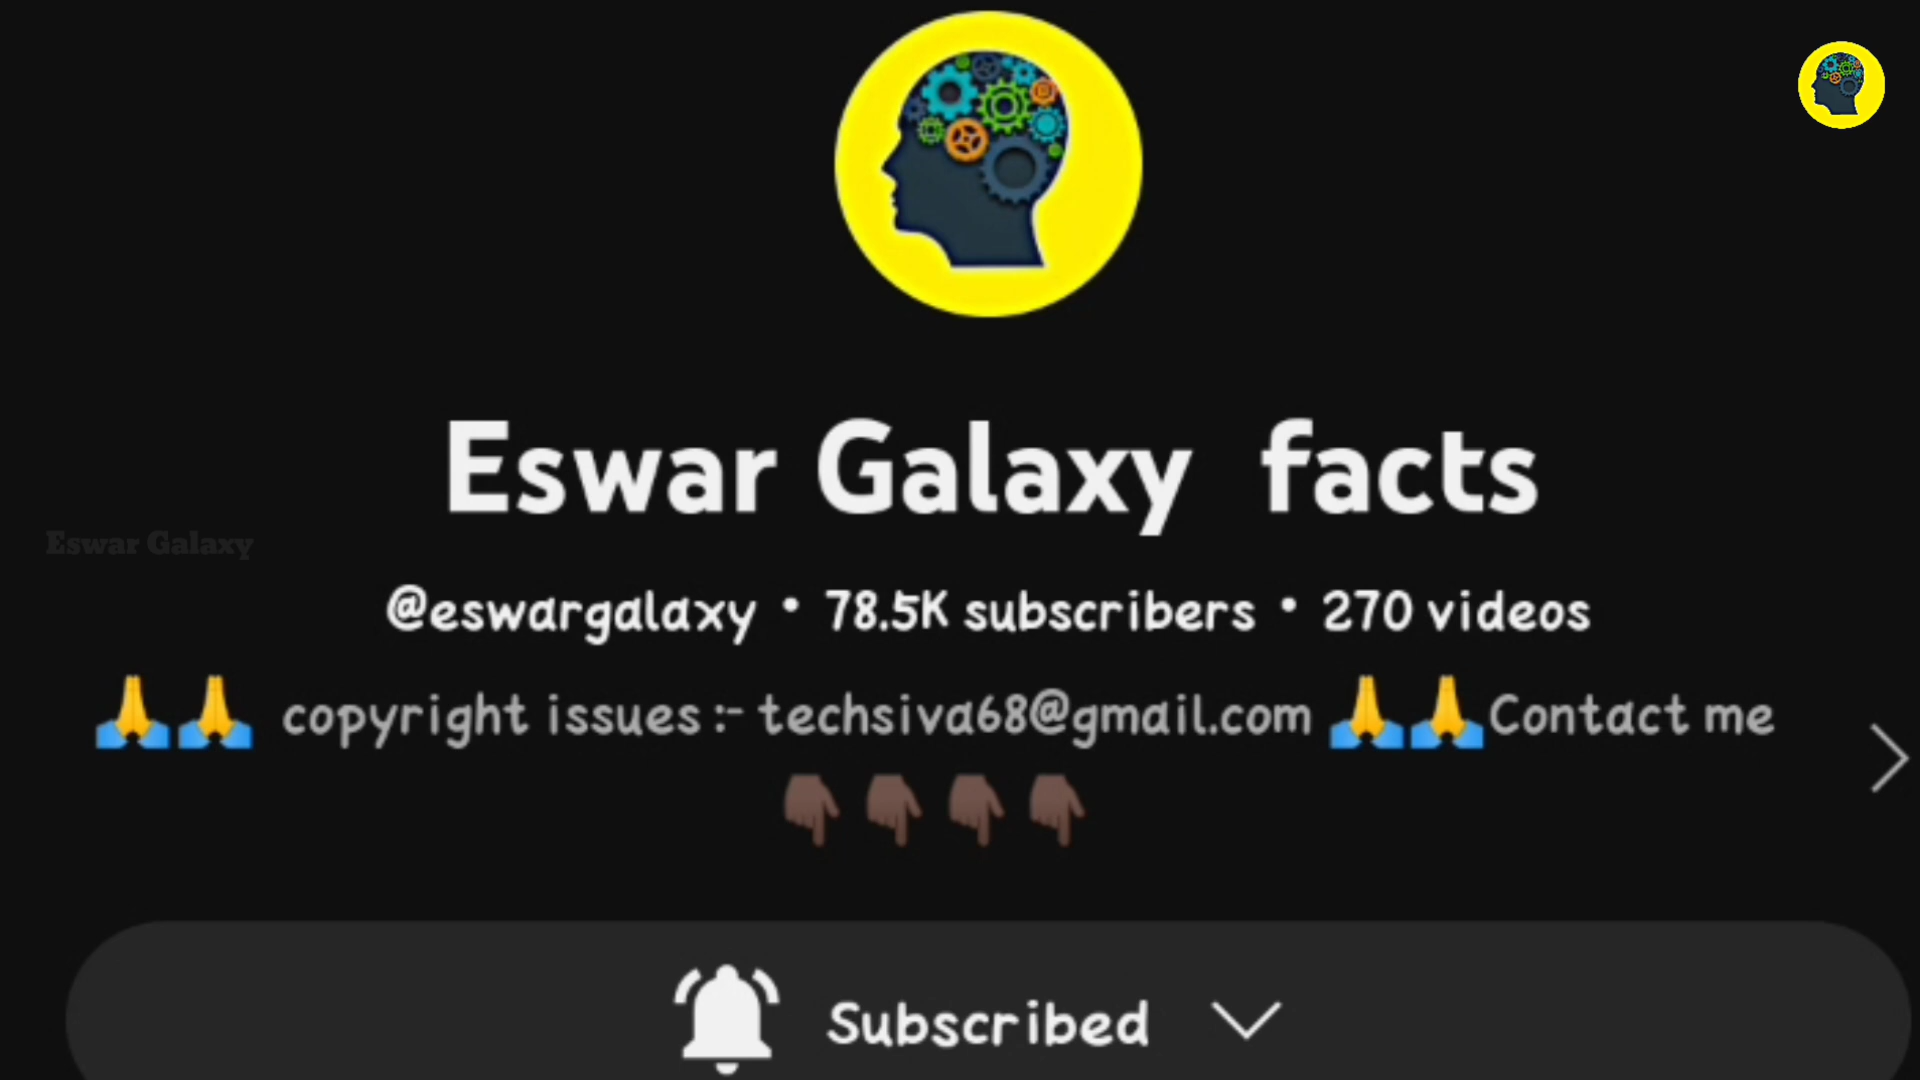 Eswar Galaxy facts
Eswar Galaxy
@eswargalaxy • 78.5K subscribers • 270 videos
🙏🙏 copyright issues :- techsiva68@gmail.com 🙏🙏Contact me
👇🏿👇🏿👇🏿👇🏿
Subscribed